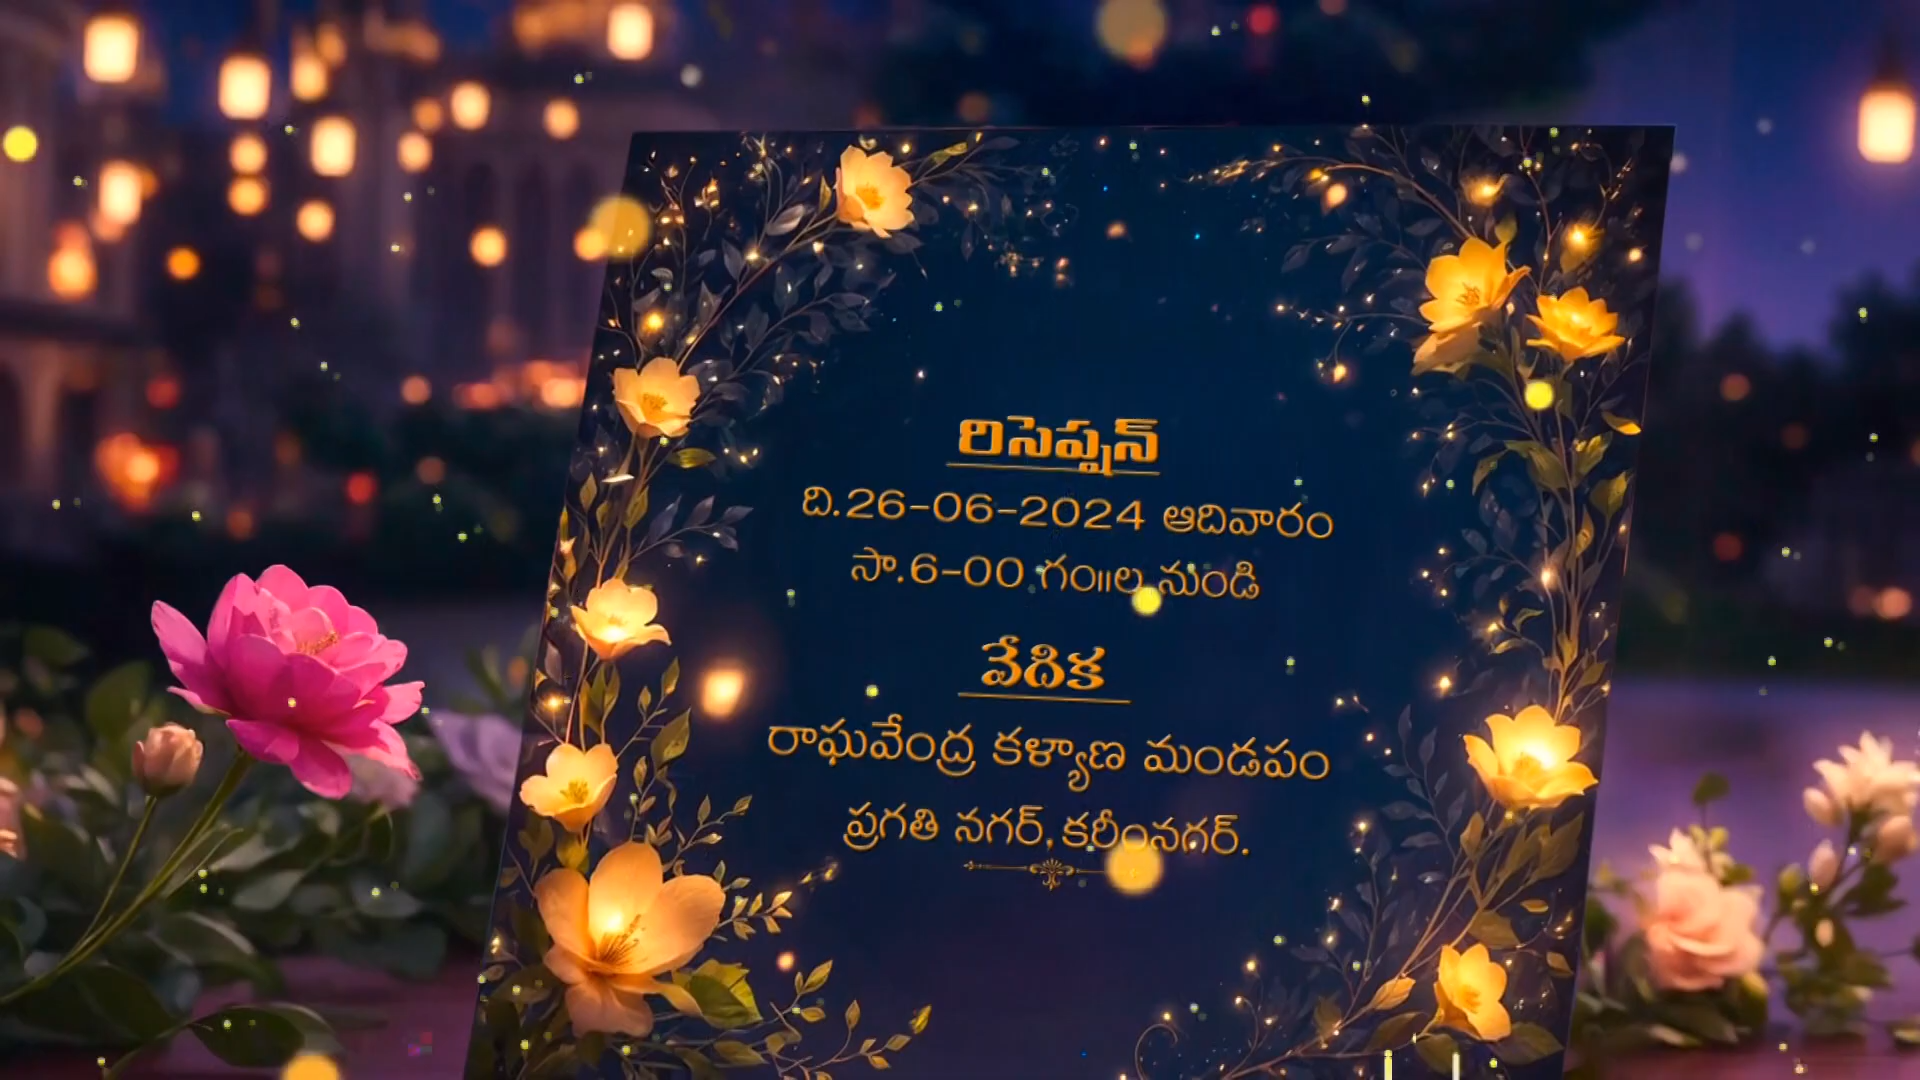 రిసెప్షన్
ది.26-06-2024 ఆదివారం
సా.6-00 గం॥ల నుండి
వేదిక
రాఘవేంద్ర కళ్యాణ మండపం
ప్రగతి నగర్, కరీంనగర్.